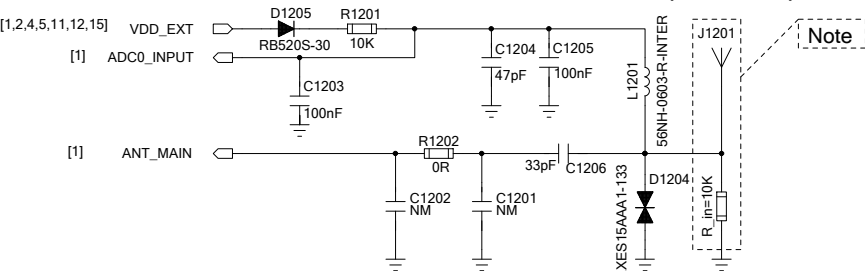 [1,2,4,5,11,12,15] VDD_EXT
D1205
RB520S-30
R1201
10K
[1] ADC0_INPUT
C1203
100nF
C1204
47pF
C1205
100nF
L1201
56NH-0603-R-INTER
J1201
Note
[1] ANT_MAIN
R1202
0R
33pF
C1206
C1202
NM
C1201
NM
D1204
XES15AAA1-133
R_in=10K